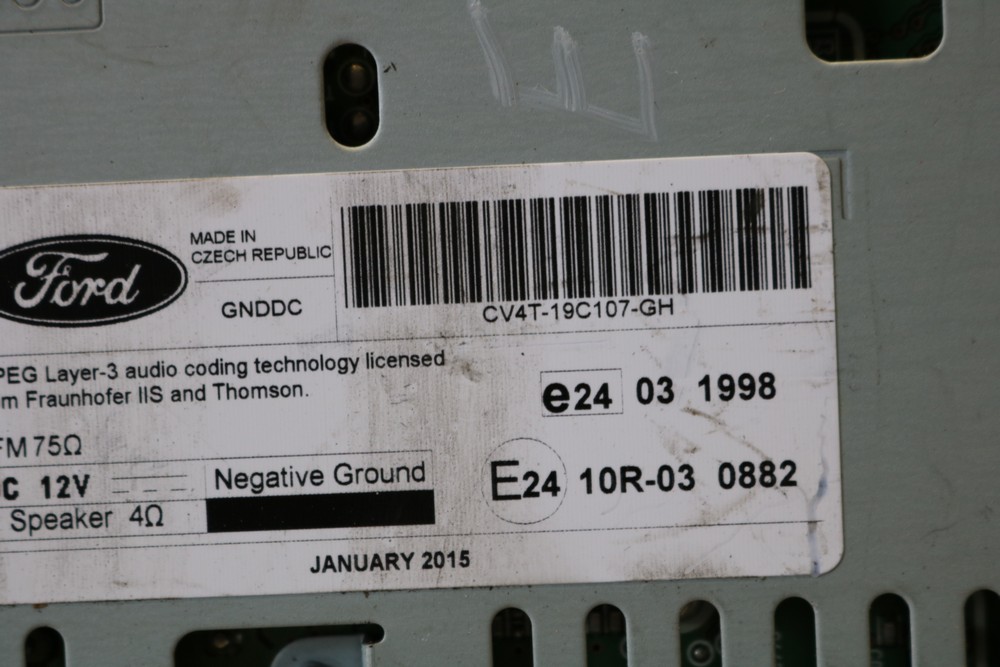 Ford
MADE IN
CZECH REPUBLIC
GNDDC
CV4T-19C107-GH
PEG Layer-3 audio coding technology licensed
m Fraunhofer IIS and Thomson.
e24 03 1998
FM 75Ω
C 12V
Negative Ground
E24 10R-03 0882
Speaker 4Ω
JANUARY 2015